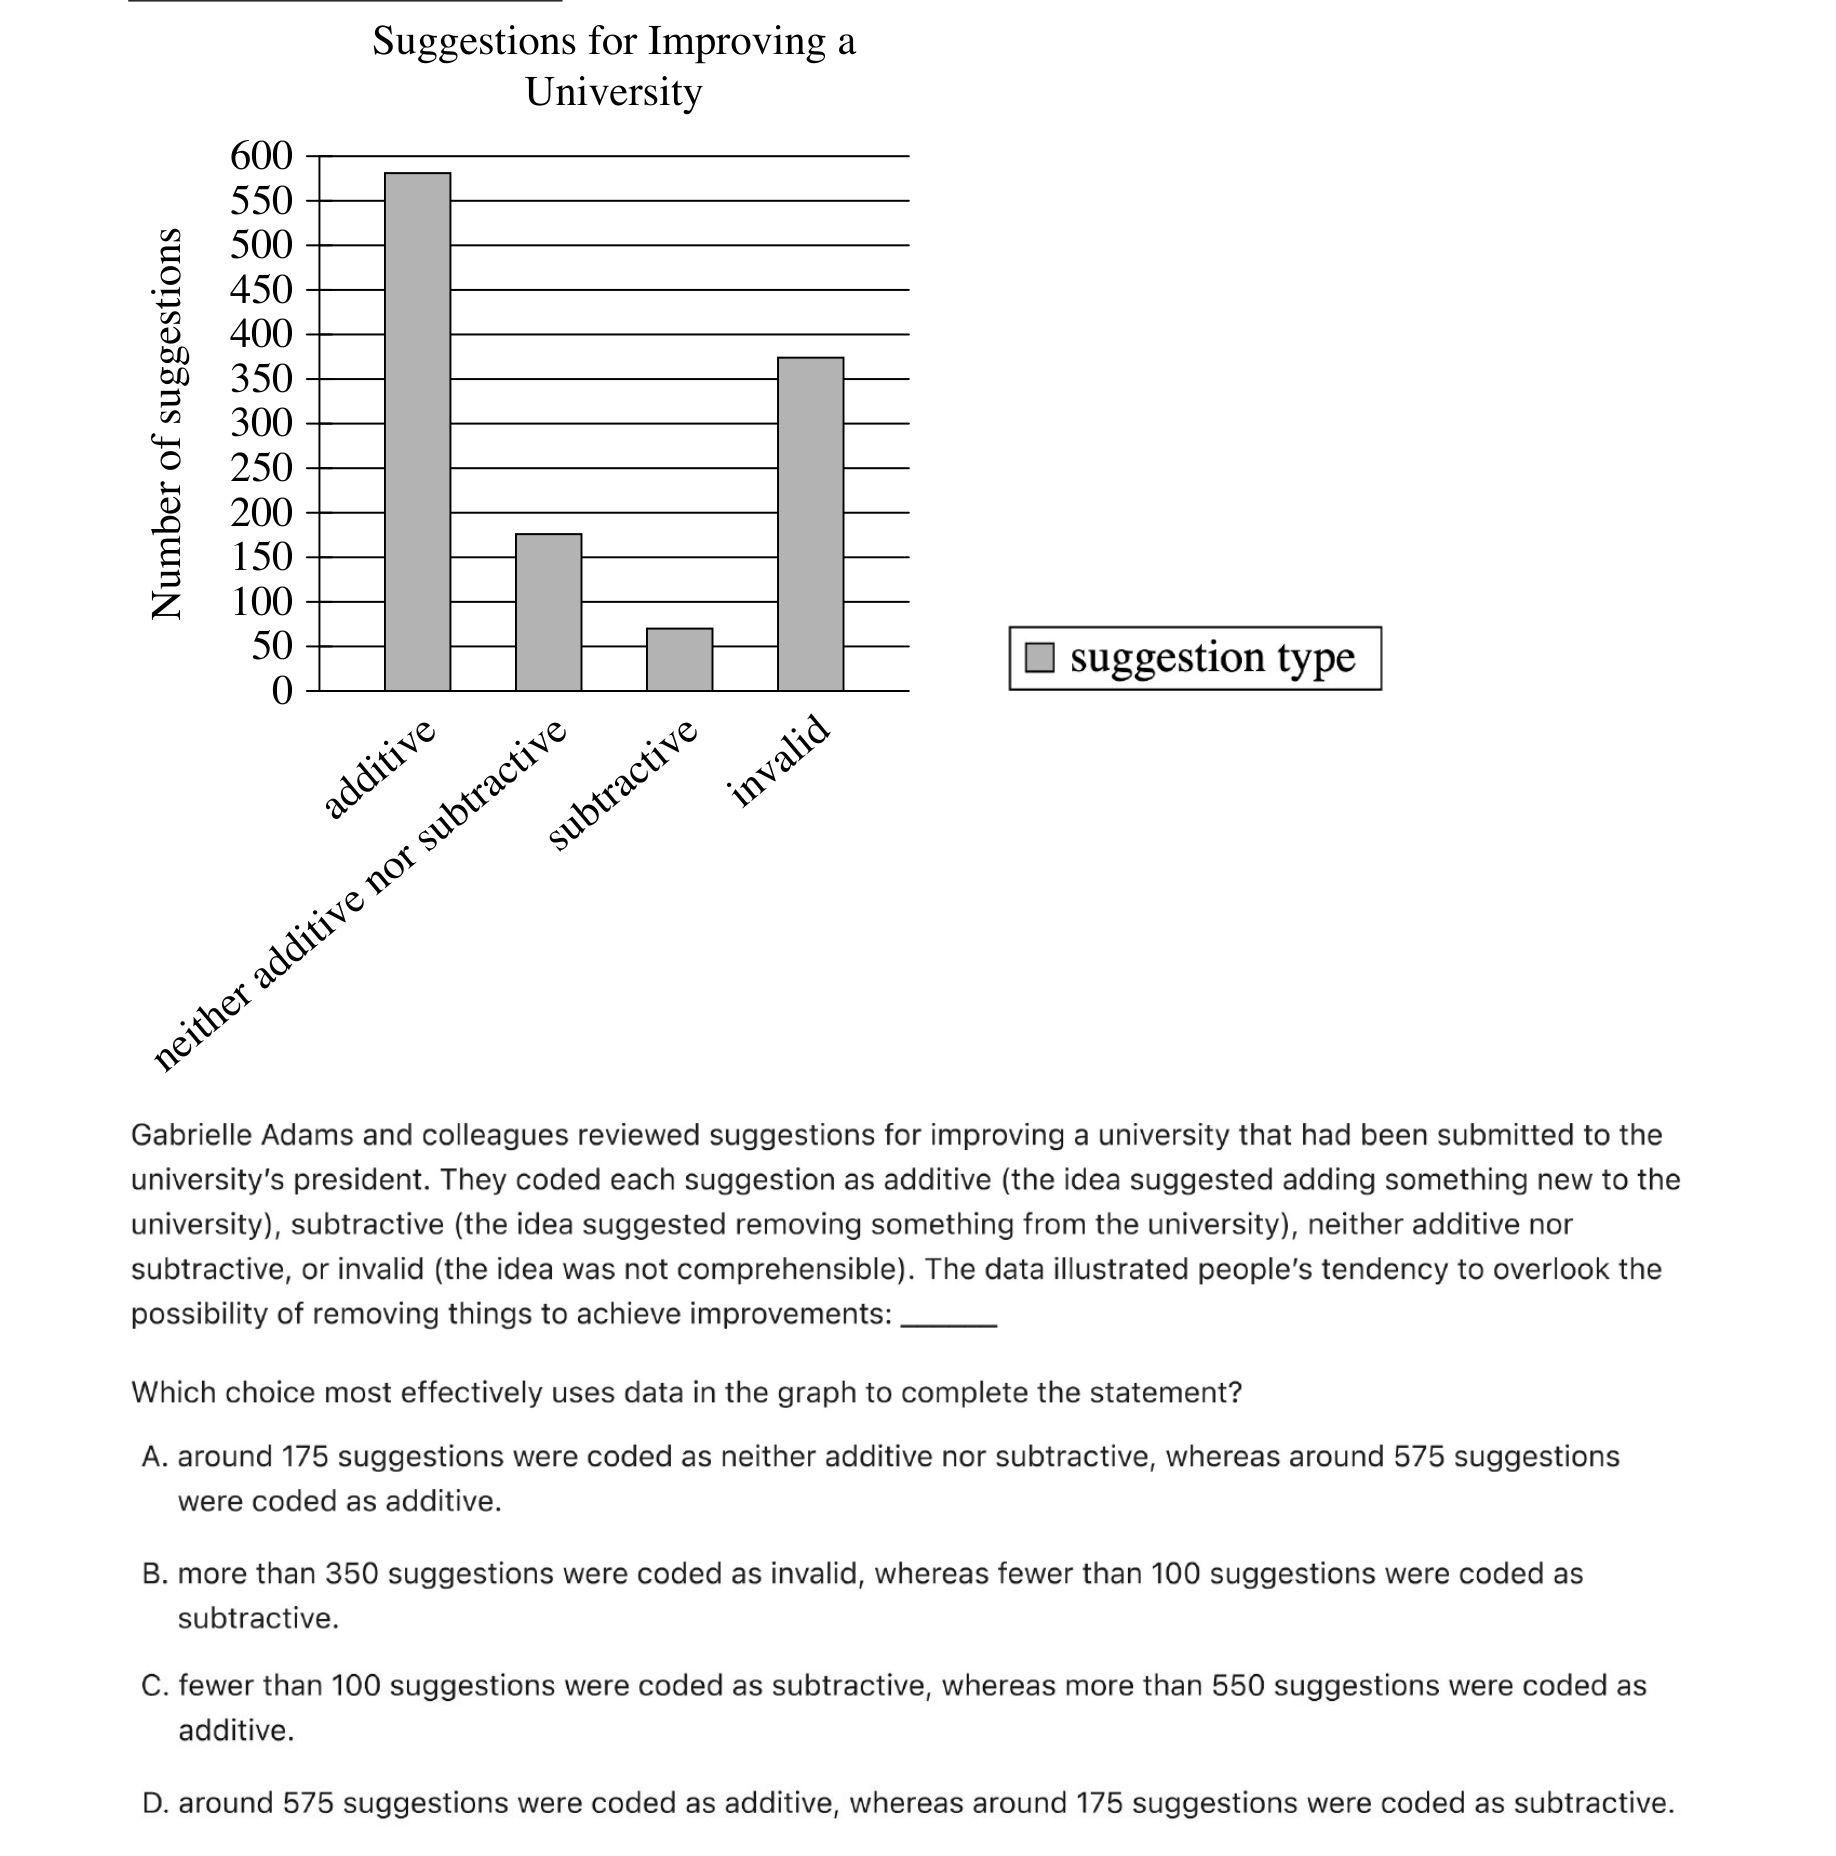 Suggestions for Improving a
University
600
550
500
450
400
350
300
250
200
150
100
50
0
Number of suggestions
additive
neither additive nor subtractive
subtractive
invalid
suggestion type
Gabrielle Adams and colleagues reviewed suggestions for improving a university that had been submitted to the
university's president. They coded each suggestion as additive (the idea suggested adding something new to the
university), subtractive (the idea suggested removing something from the university), neither additive nor
subtractive, or invalid (the idea was not comprehensible). The data illustrated people's tendency to overlook the
possibility of removing things to achieve improvements: ______
Which choice most effectively uses data in the graph to complete the statement?
A. around 175 suggestions were coded as neither additive nor subtractive, whereas around 575 suggestions
were coded as additive.
B. more than 350 suggestions were coded as invalid, whereas fewer than 100 suggestions were coded as
subtractive.
C. fewer than 100 suggestions were coded as subtractive, whereas more than 550 suggestions were coded as
additive.
D. around 575 suggestions were coded as additive, whereas around 175 suggestions were coded as subtractive.